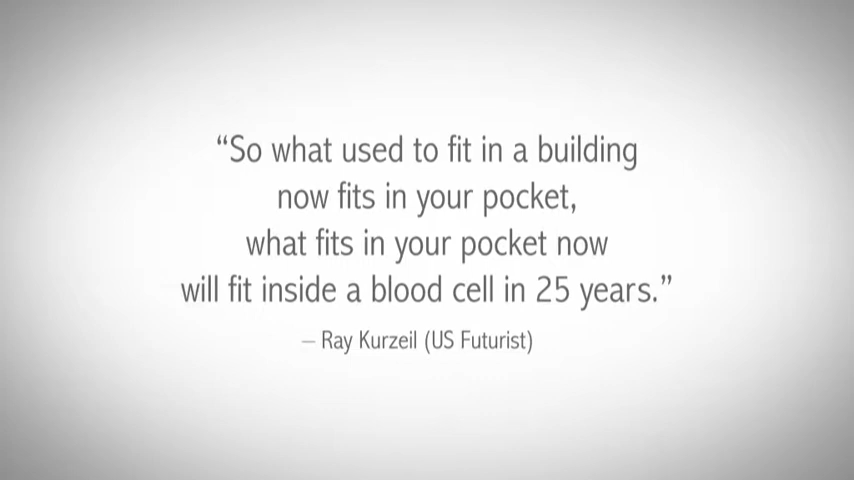 “So what used to fit in a building
now fits in your pocket,
what fits in your pocket now
will fit inside a blood cell in 25 years.”
– Ray Kurzeil (US Futurist)